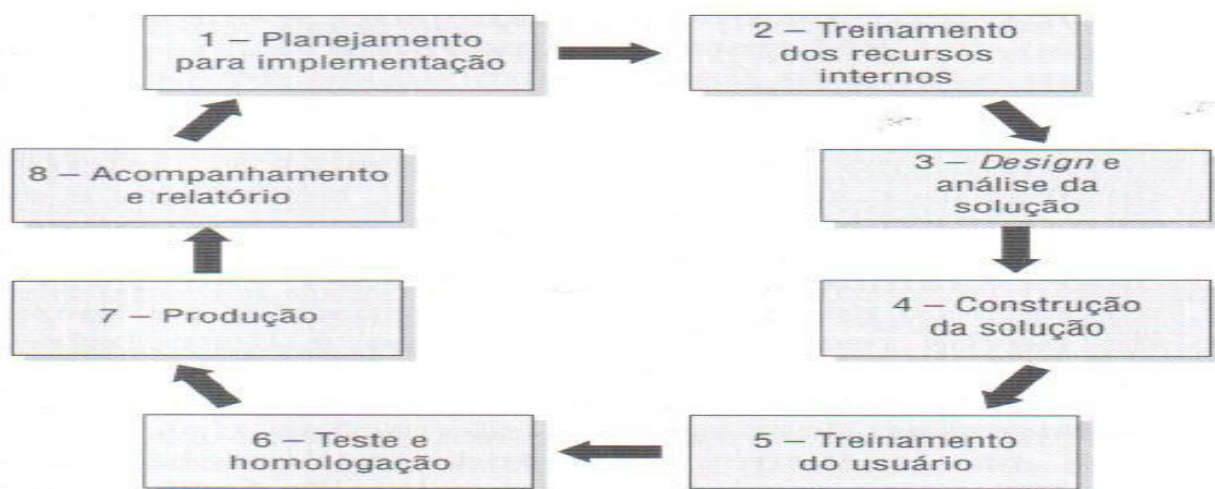 1 – Planejamento
para implementação
2 – Treinamento
dos recursos
internos
3 – Design e
análise da
solução
4 – Construção
da solução
5 – Treinamento
do usuário
6 – Teste e
homologação
7 – Produção
8 – Acompanhamento
e relatório